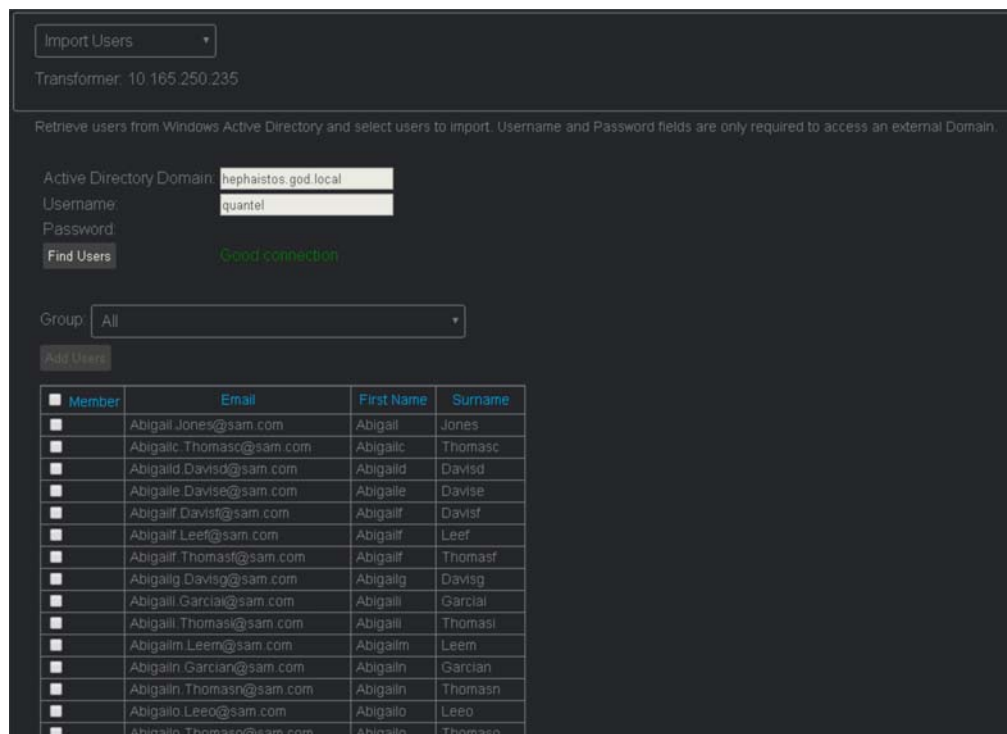 Import Users
Transformer: 10.165.250.235
Retrieve users from Windows Active Directory and select users to import. Username and Password fields are only required to access an external Domain.
Active Directory Domain: hephaistos.god.local
Username: quantel
Password:
Find Users Good connection
Group: All
Add Users
Member Email First Name Surname
Abigail.Jones@sam.com Abigail Jones
Abigailc.Thomasc@sam.com Abigailc Thomasc
Abigaild.Davisd@sam.com Abigaild Davisd
Abigaile.Davise@sam.com Abigaile Davise
Abigailf.Davisf@sam.com Abigailf Davisf
Abigailf.Leef@sam.com Abigailf Leef
Abigailf.Thomasf@sam.com Abigailf Thomasf
Abigailg.Davisg@sam.com Abigailg Davisg
Abigaili.Garciai@sam.com Abigaili Garciai
Abigaili.Thomasi@sam.com Abigaili Thomasi
Abigailm.Leem@sam.com Abigailm Leem
Abigailn.Garcian@sam.com Abigailn Garcian
Abigailn.Thomasn@sam.com Abigailn Thomasn
Abigailo.Leeo@sam.com Abigailo Leeo
Abigailo.Thomaso@sam.com Abigailo Thomaso